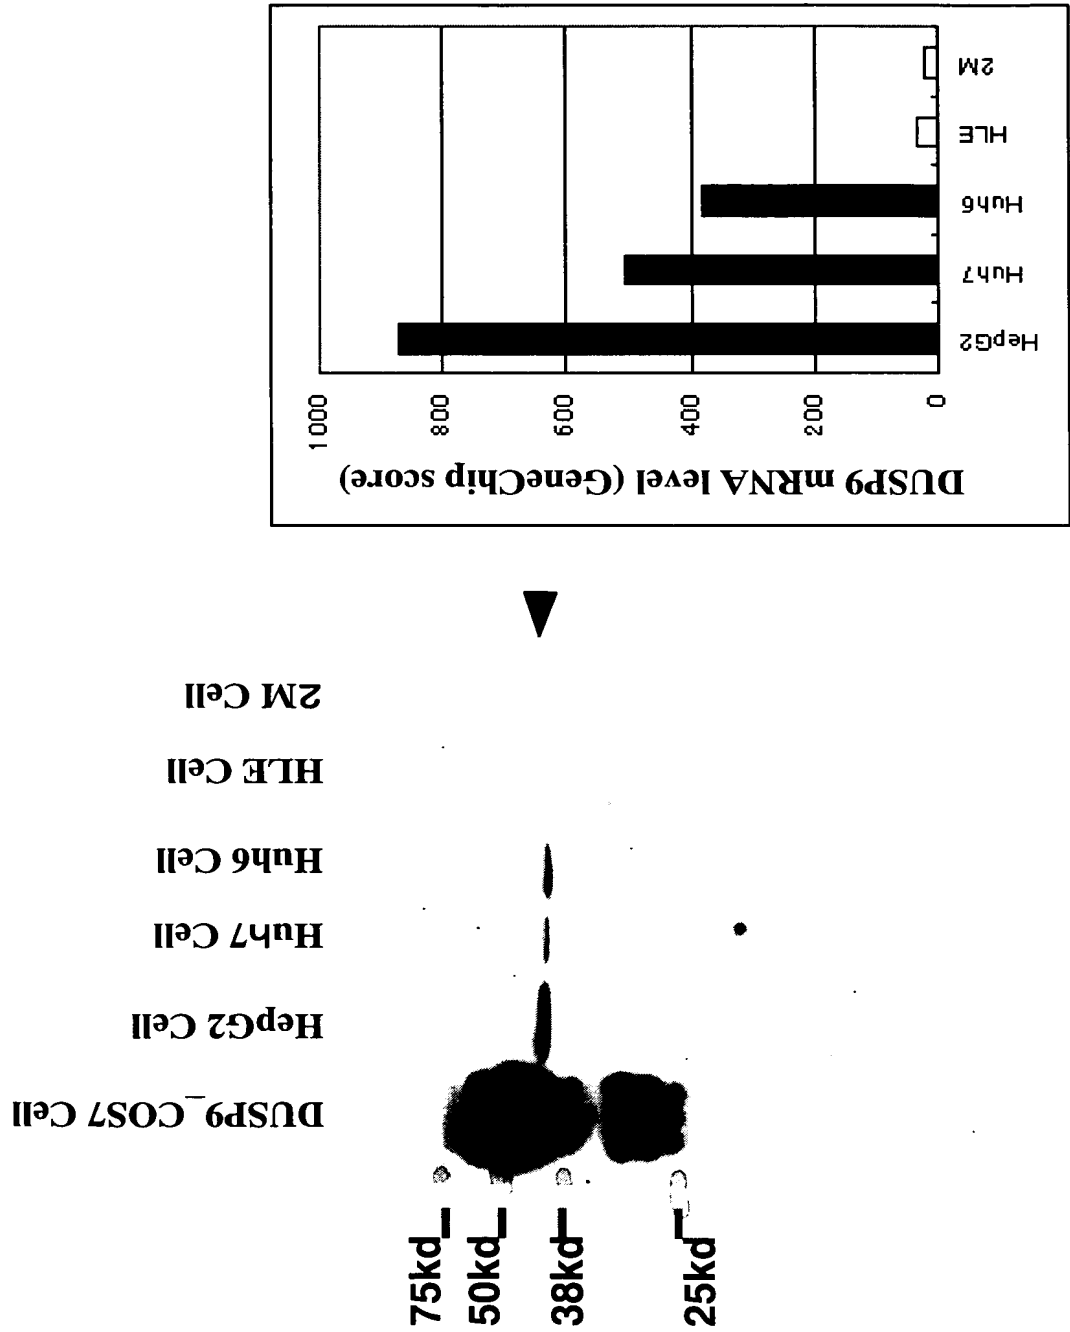 75kd
50kd
38kd
25kd
DUSP9_COS7 Cell
HepG2 Cell
Huh7 Cell
Huh6 Cell
HLE Cell
2M Cell
DUSP9 mRNA level (GeneChip score)
1000
800
600
400
200
0
HepG2
Huh7
Huh6
HLE
2M